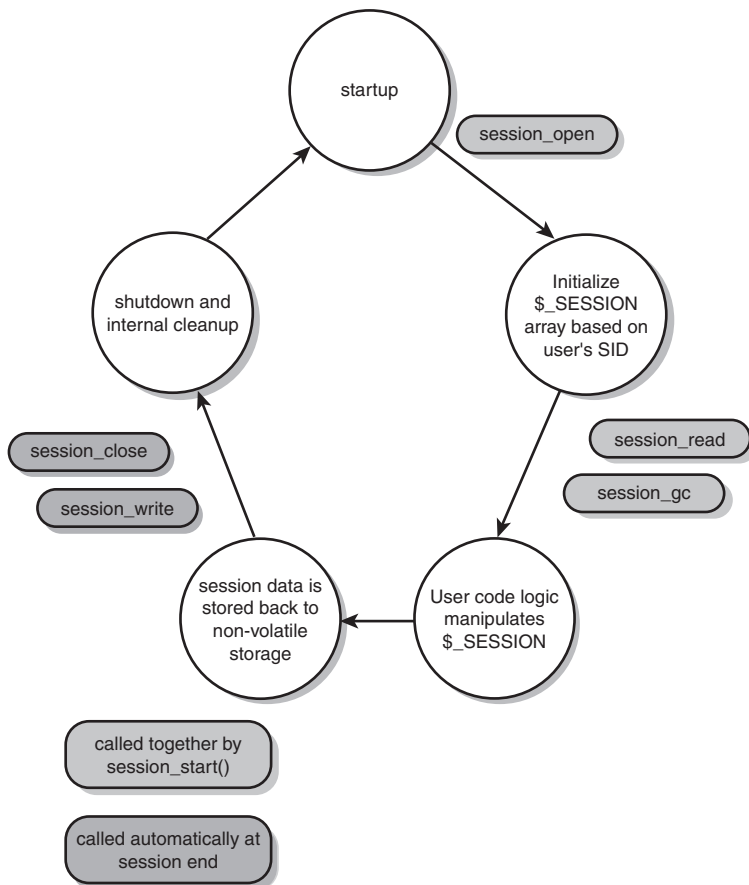 startup
session_open
Initialize
$_SESSION
array based on
user's SID
shutdown and
internal cleanup
session_read
session_close
session_gc
session_write
User code logic
manipulates
$_SESSION
session data is
stored back to
non-volatile
storage
called together by
session_start()
called automatically at
session end